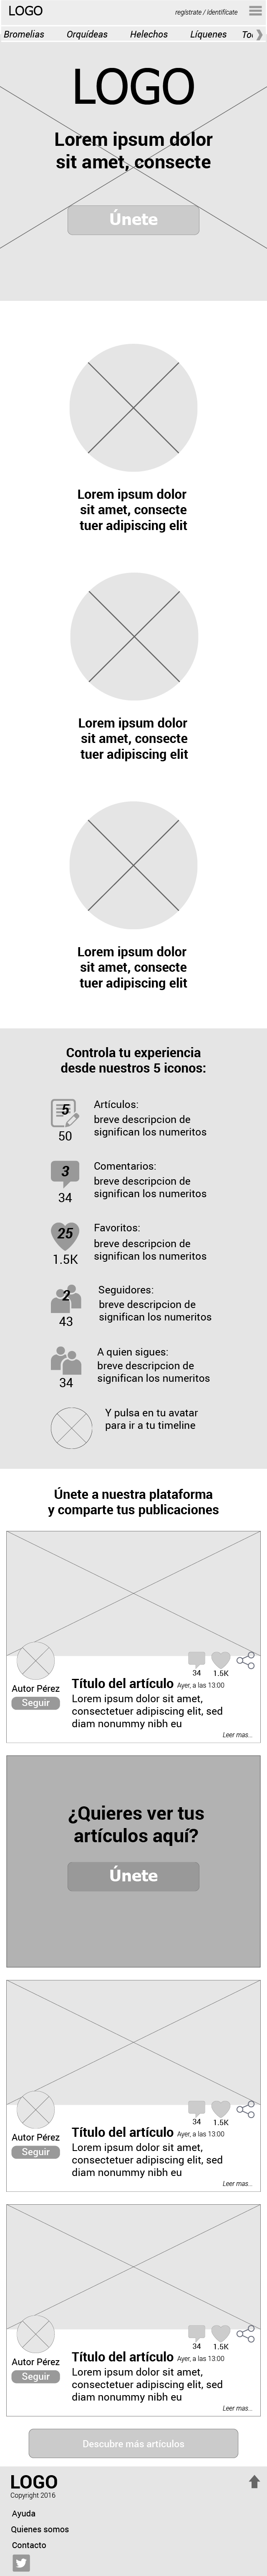 LOGO
regístrate / Identifícate
Bromelias Orquídeas Helechos Líquenes
LOGO
Lorem ipsum dolor
sit amet, consecte
Únete
Lorem ipsum dolor
sit amet, consecte
tuer adipiscing elit
Lorem ipsum dolor
sit amet, consecte
tuer adipiscing elit
Lorem ipsum dolor
sit amet, consecte
tuer adipiscing elit
Controla tu experiencia
desde nuestros 5 iconos:
5
50
Artículos:
breve descripcion de
significan los numeritos
3
34
Comentarios:
breve descripcion de
significan los numeritos
25
1.5K
Favoritos:
breve descripcion de
significan los numeritos
2
43
Seguidores:
breve descripcion de
significan los numeritos
34
A quien sigues:
breve descripcion de
significan los numeritos
Y pulsa en tu avatar
para ir a tu timeline
Únete a nuestra plataforma
y comparte tus publicaciones
34 1.5K
Autor Pérez
Seguir
Título del artículo Ayer, a las 13:00
Lorem ipsum dolor sit amet,
consectetuer adipiscing elit, sed
diam nonummy nibh eu
Leer mas...
¿Quieres ver tus
artículos aquí?
Únete
34 1.5K
Autor Pérez
Seguir
Título del artículo Ayer, a las 13:00
Lorem ipsum dolor sit amet,
consectetuer adipiscing elit, sed
diam nonummy nibh eu
Leer mas...
34 1.5K
Autor Pérez
Seguir
Título del artículo Ayer, a las 13:00
Lorem ipsum dolor sit amet,
consectetuer adipiscing elit, sed
diam nonummy nibh eu
Leer mas...
Descubre más artículos
LOGO
Copyright 2016
Ayuda
Quienes somos
Contacto